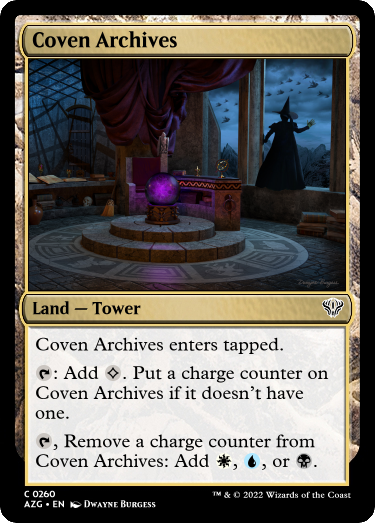 Coven Archives
Land — Tower
Coven Archives enters tapped.
: Add . Put a charge counter on
Coven Archives if it doesn't have
one.
, Remove a charge counter from
Coven Archives: Add , , or .
C 0260
AZG • EN Dwayne Burgess
™ & © 2022 Wizards of the Coast